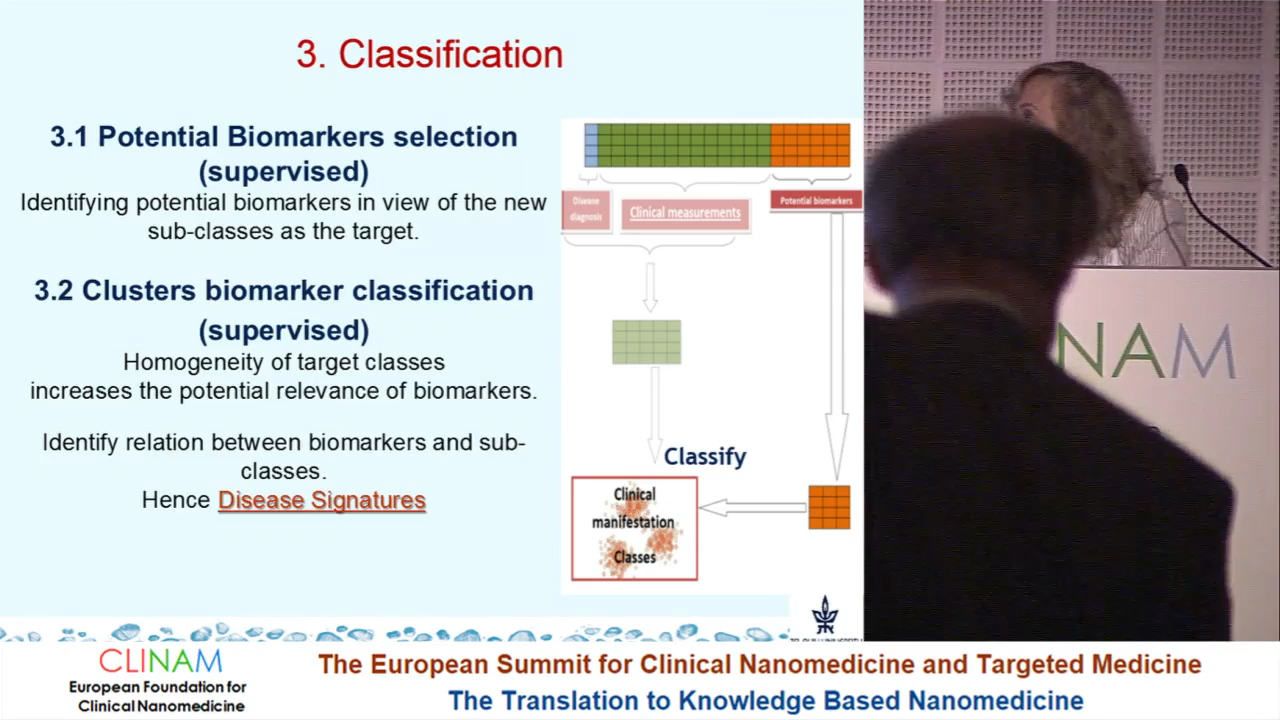 3. Classification
3.1 Potential Biomarkers selection
(supervised)
Identifying potential biomarkers in view of the new
sub-classes as the target.
3.2 Clusters biomarker classification
(supervised)
Homogeneity of target classes
increases the potential relevance of biomarkers.
Identify relation between biomarkers and sub-
classes.
Hence Disease Signatures
Disease
diagnosis
Clinical measurements
Potential biomarkers
Classify
Clinical
manifestation
Classes
NAM
CLINAM
European Foundation for
Clinical Nanomedicine
The European Summit for Clinical Nanomedicine and Targeted Medicine
The Translation to Knowledge Based Nanomedicine